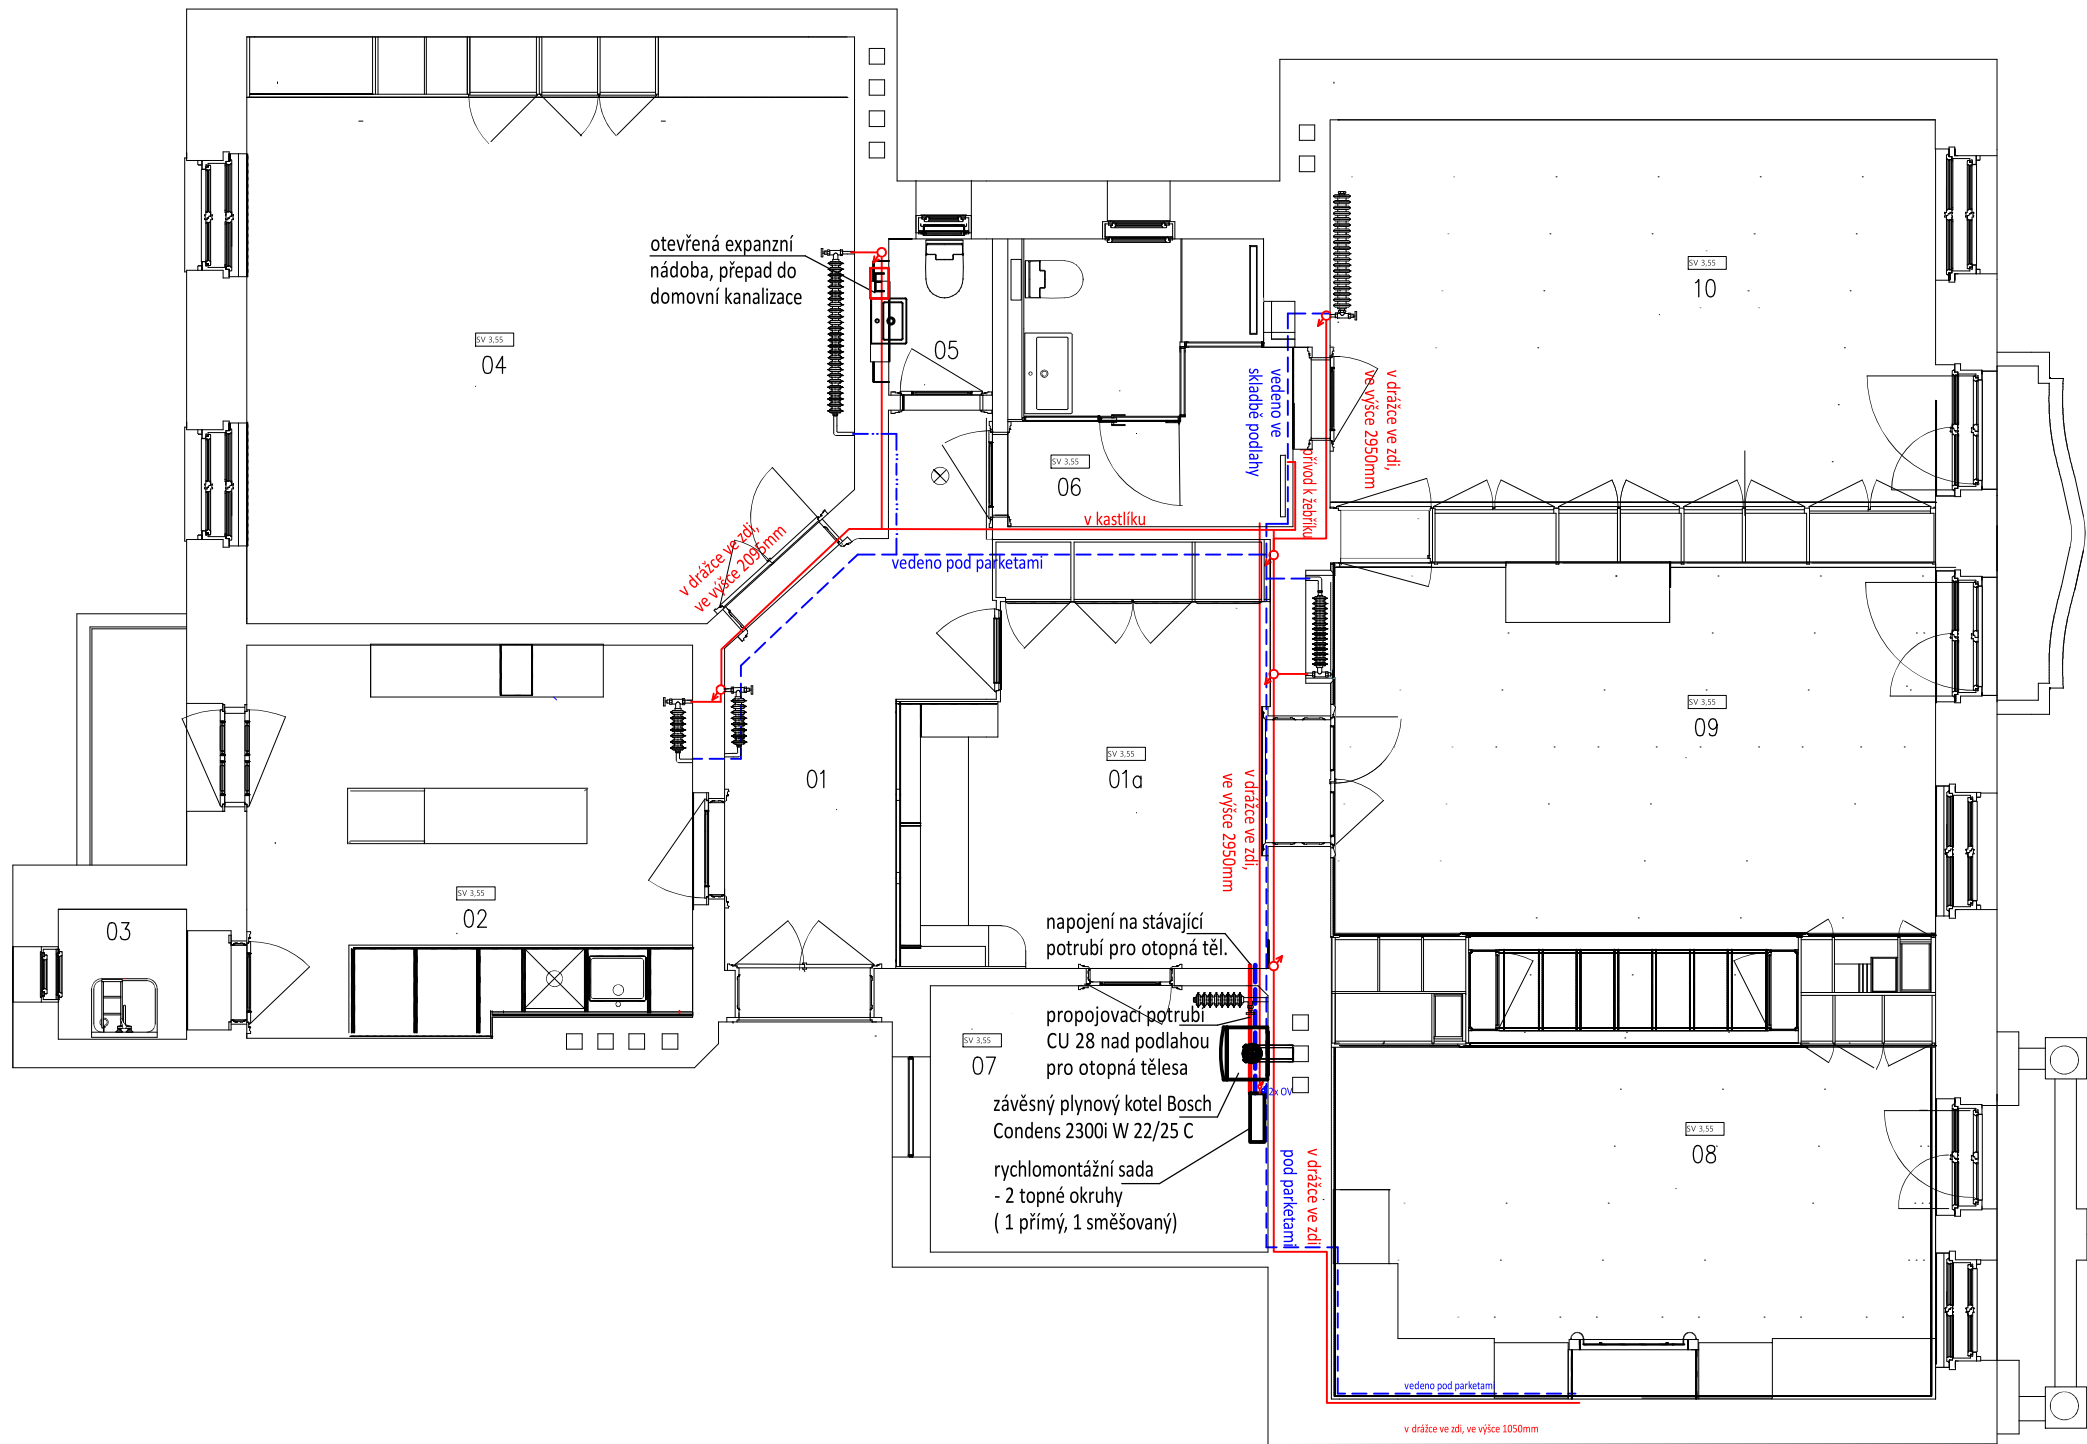 otevřená expanzní
nádoba, přepad do
domovní kanalizace
SV 3,55
04
05
SV 3,55
06
SV 3,55
10
vedeno ve
skladbě podlahy
přívod k žebříku
v drážce ve zdi,
ve výšce 2950mm
v kastlíku
vedeno pod parketami
v drážce ve zdi,
ve výšce 2095mm
01
SV 3,55
01a
SV 3,55
09
v drážce ve zdi,
ve výšce 2950mm
SV 3,55
02
03
napojení na stávající
potrubí pro otopná těl.
propojovací potrubí
CU 28 nad podlahou
pro otopná tělesa
SV 3,55
07
závěsný plynový kotel Bosch
Condens 2300i W 22/25 C
2x OV
rychlomontážní sada
- 2 topné okruhy
( 1 přímý, 1 směšovaný)
pod parketami
v drážce ve zdi
SV 3,55
08
vedeno pod parketami
v drážce ve zdi, ve výšce 1050mm